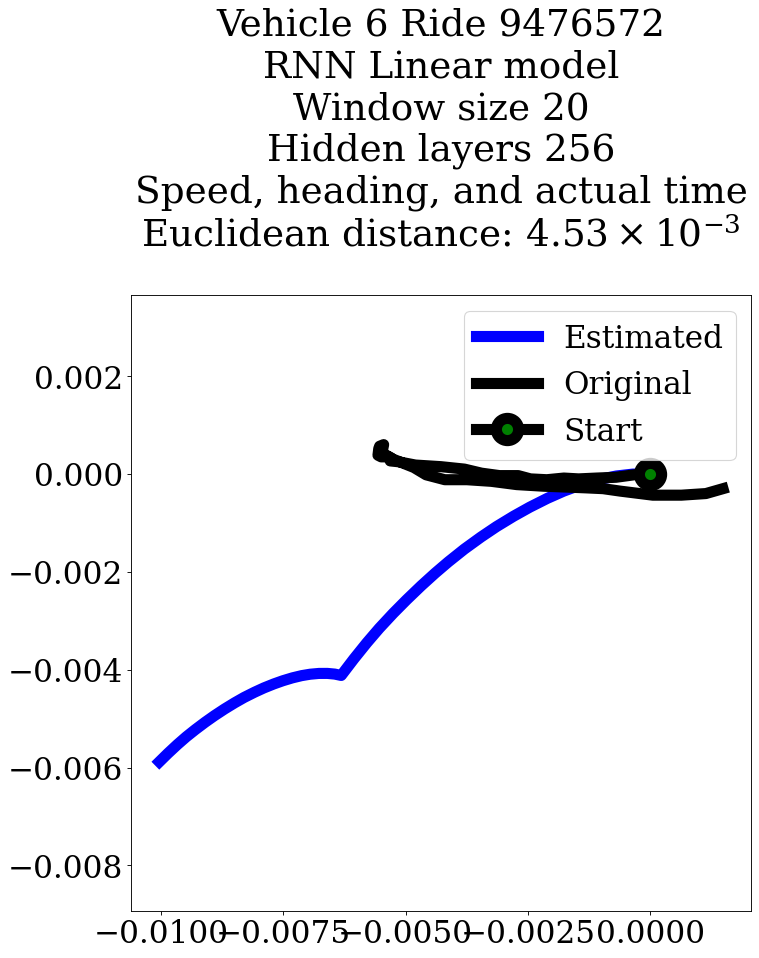 Vehicle 6 Ride 9476572
RNN Linear model
Window size 20
Hidden layers 256
Speed, heading, and actual time
Euclidean distance: 4.53 × 10⁻³
Estimated
Original
Start
0.002
0.000
−0.002
−0.004
−0.006
−0.008
−0.0100 −0.0075 −0.0050 −0.0025 0.0000